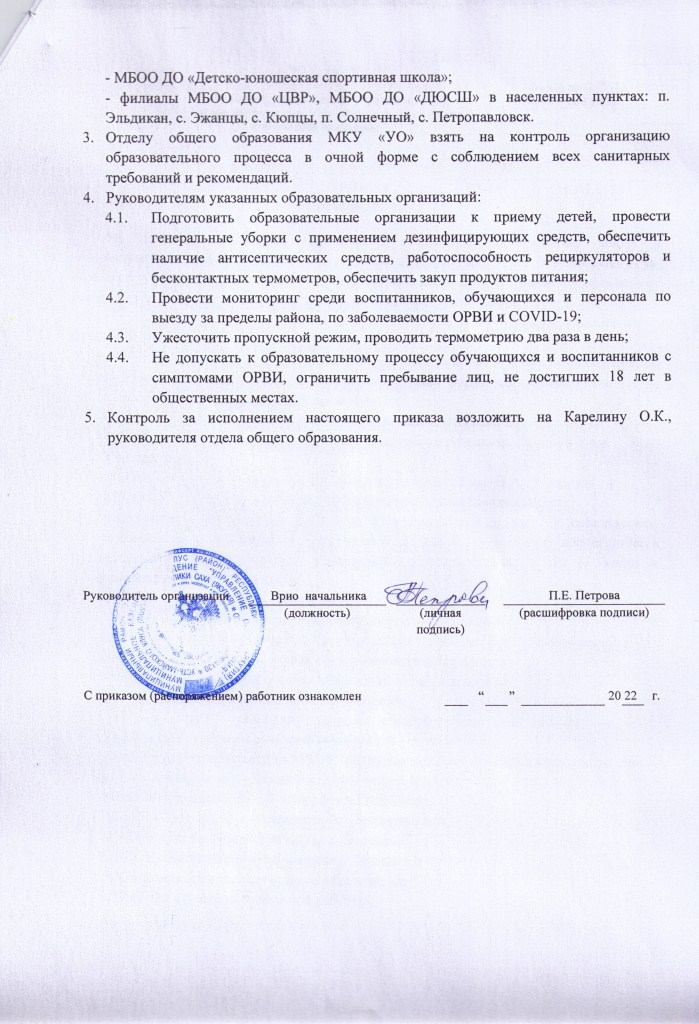 - МБОО ДО «Детско-юношеская спортивная школа»;
- филиалы МБОО ДО «ЦВР», МБОО ДО «ДЮСШ» в населенных пунктах: п.
Эльдикан, с. Эжанцы, с. Кюпцы, п. Солнечный, с. Петропавловск.
3. Отделу общего образования МКУ «УО» взять на контроль организацию
образовательного процесса в очной форме с соблюдением всех санитарных
требований и рекомендаций.
4. Руководителям указанных образовательных организаций:
4.1. Подготовить образовательные организации к приему детей, провести
генеральные уборки с применением дезинфицирующих средств, обеспечить
наличие антисептических средств, работоспособность рециркуляторов и
бесконтактных термометров, обеспечить закуп продуктов питания;
4.2. Провести мониторинг среди воспитанников, обучающихся и персонала по
выезду за пределы района, по заболеваемости ОРВИ и COVID-19;
4.3. Ужесточить пропускной режим, проводить термометрию два раза в день;
4.4. Не допускать к образовательному процессу обучающихся и воспитанников с
симптомами ОРВИ, ограничить пребывание лиц, не достигших 18 лет в
общественных местах.
5. Контроль за исполнением настоящего приказа возложить на Карелину О.К.,
руководителя отдела общего образования.
Руководитель организации Врио начальника Петрову П.Е. Петрова
(должность) (личная (расшифровка подписи)
подпись)
С приказом (распоряжением) работник ознакомлен ___ “___” ____________ 20 22 г.